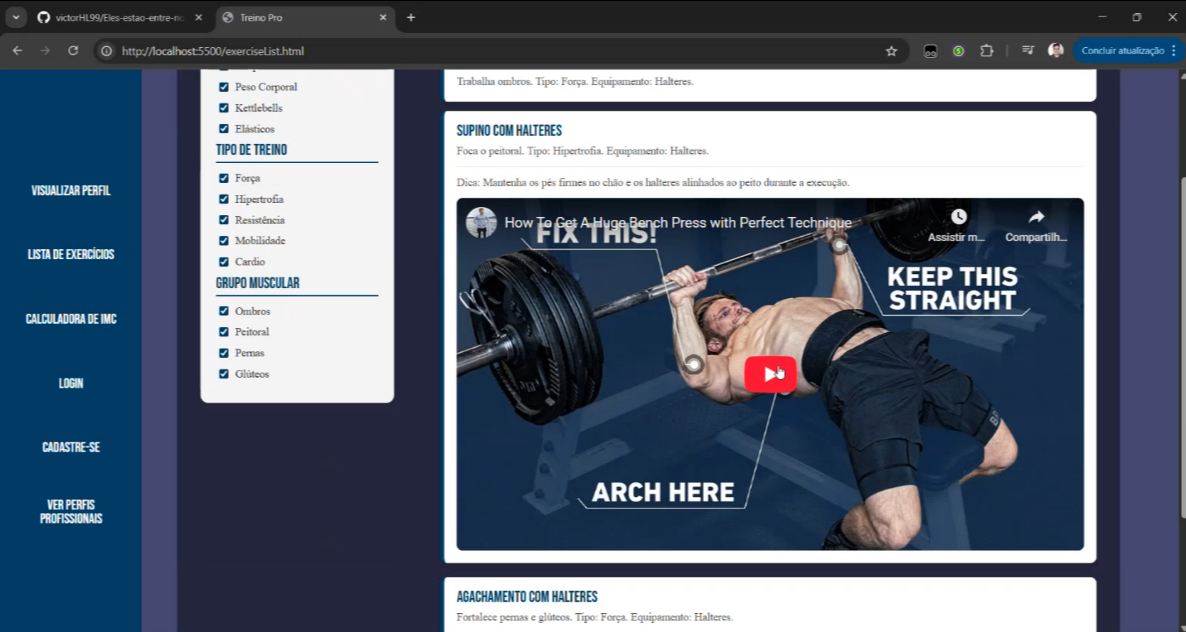 victorHL99/Eles-estao-entre-no
Treino Pro
http://localhost:5500/exerciseList.html
Concluir atualização
VISUALIZAR PERFIL
LISTA DE EXERCÍCIOS
CALCULADORA DE IMC
LOGIN
CADASTRE-SE
VER PERFIS
PROFISSIONAIS
Peso Corporal
Kettlebells
Elásticos
TIPO DE TREINO
Força
Hipertrofia
Resistência
Mobilidade
Cardio
GRUPO MUSCULAR
Ombros
Peitoral
Pernas
Glúteos
Trabalha ombros. Tipo: Força. Equipamento: Halteres.
SUPINO COM HALTERES
Foca o peitoral. Tipo: Hipertrofia. Equipamento: Halteres.
Dica: Mantenha os pés firmes no chão e os halteres alinhados ao peito durante a execução.
How To Get A Huge Bench Press with Perfect Technique
Assistir m...
Compartilh...
FIX THIS!
KEEP THIS
STRAIGHT
ARCH HERE
AGACHAMENTO COM HALTERES
Fortalece pernas e glúteos. Tipo: Força. Equipamento: Halteres.